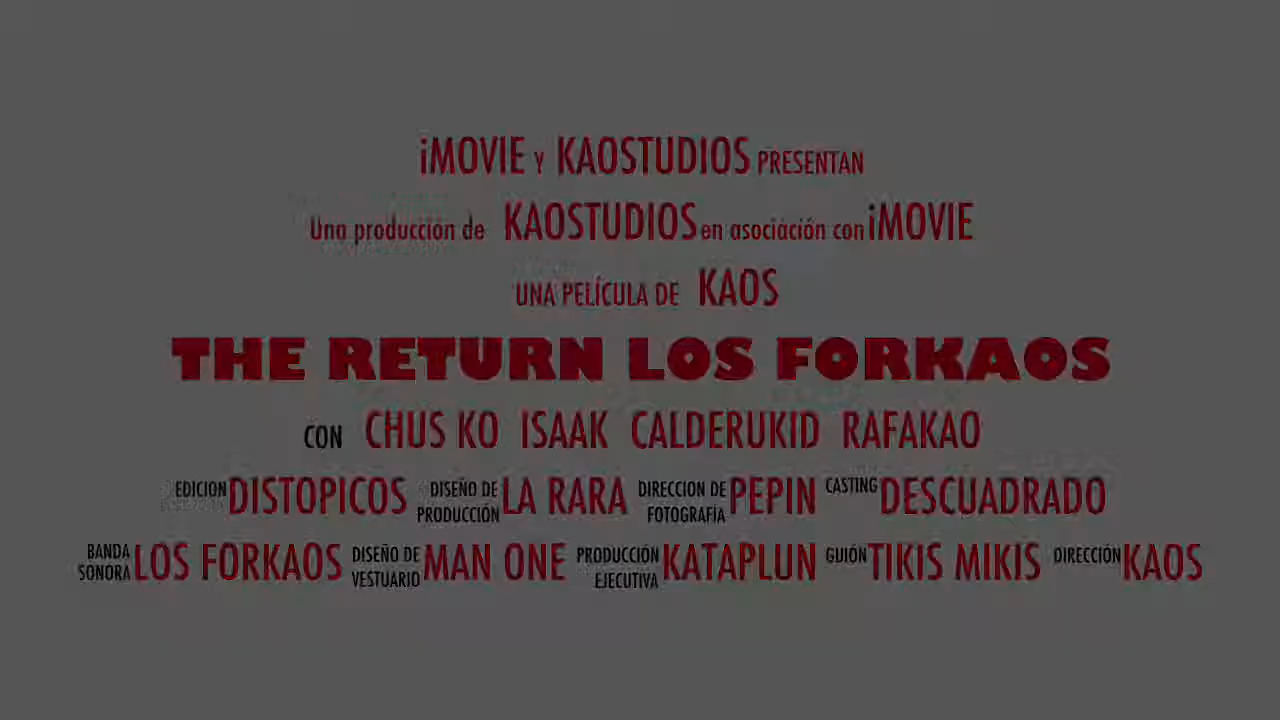 iMOVIE Y KAOSTUDIOS PRESENTAN
Una producción de KAOSTUDIOS en asociación con iMOVIE
UNA PELÍCULA DE KAOS
THE RETURN LOS FORKAOS
CON CHUS KO ISAAK CALDERUKID RAFAKAO
EDICION DISTOPICOS DISEÑO DE PRODUCCIÓN LA RARA DIRECCION DE FOTOGRAFÍA PEPIN CASTING DESCUADRADO
BANDA SONORA LOS FORKAOS DISEÑO DE VESTUARIO MAN ONE PRODUCCIÓN EJECUTIVA KATAPLUN GUIÓN TIKIS MIKIS DIRECCIÓN KAOS